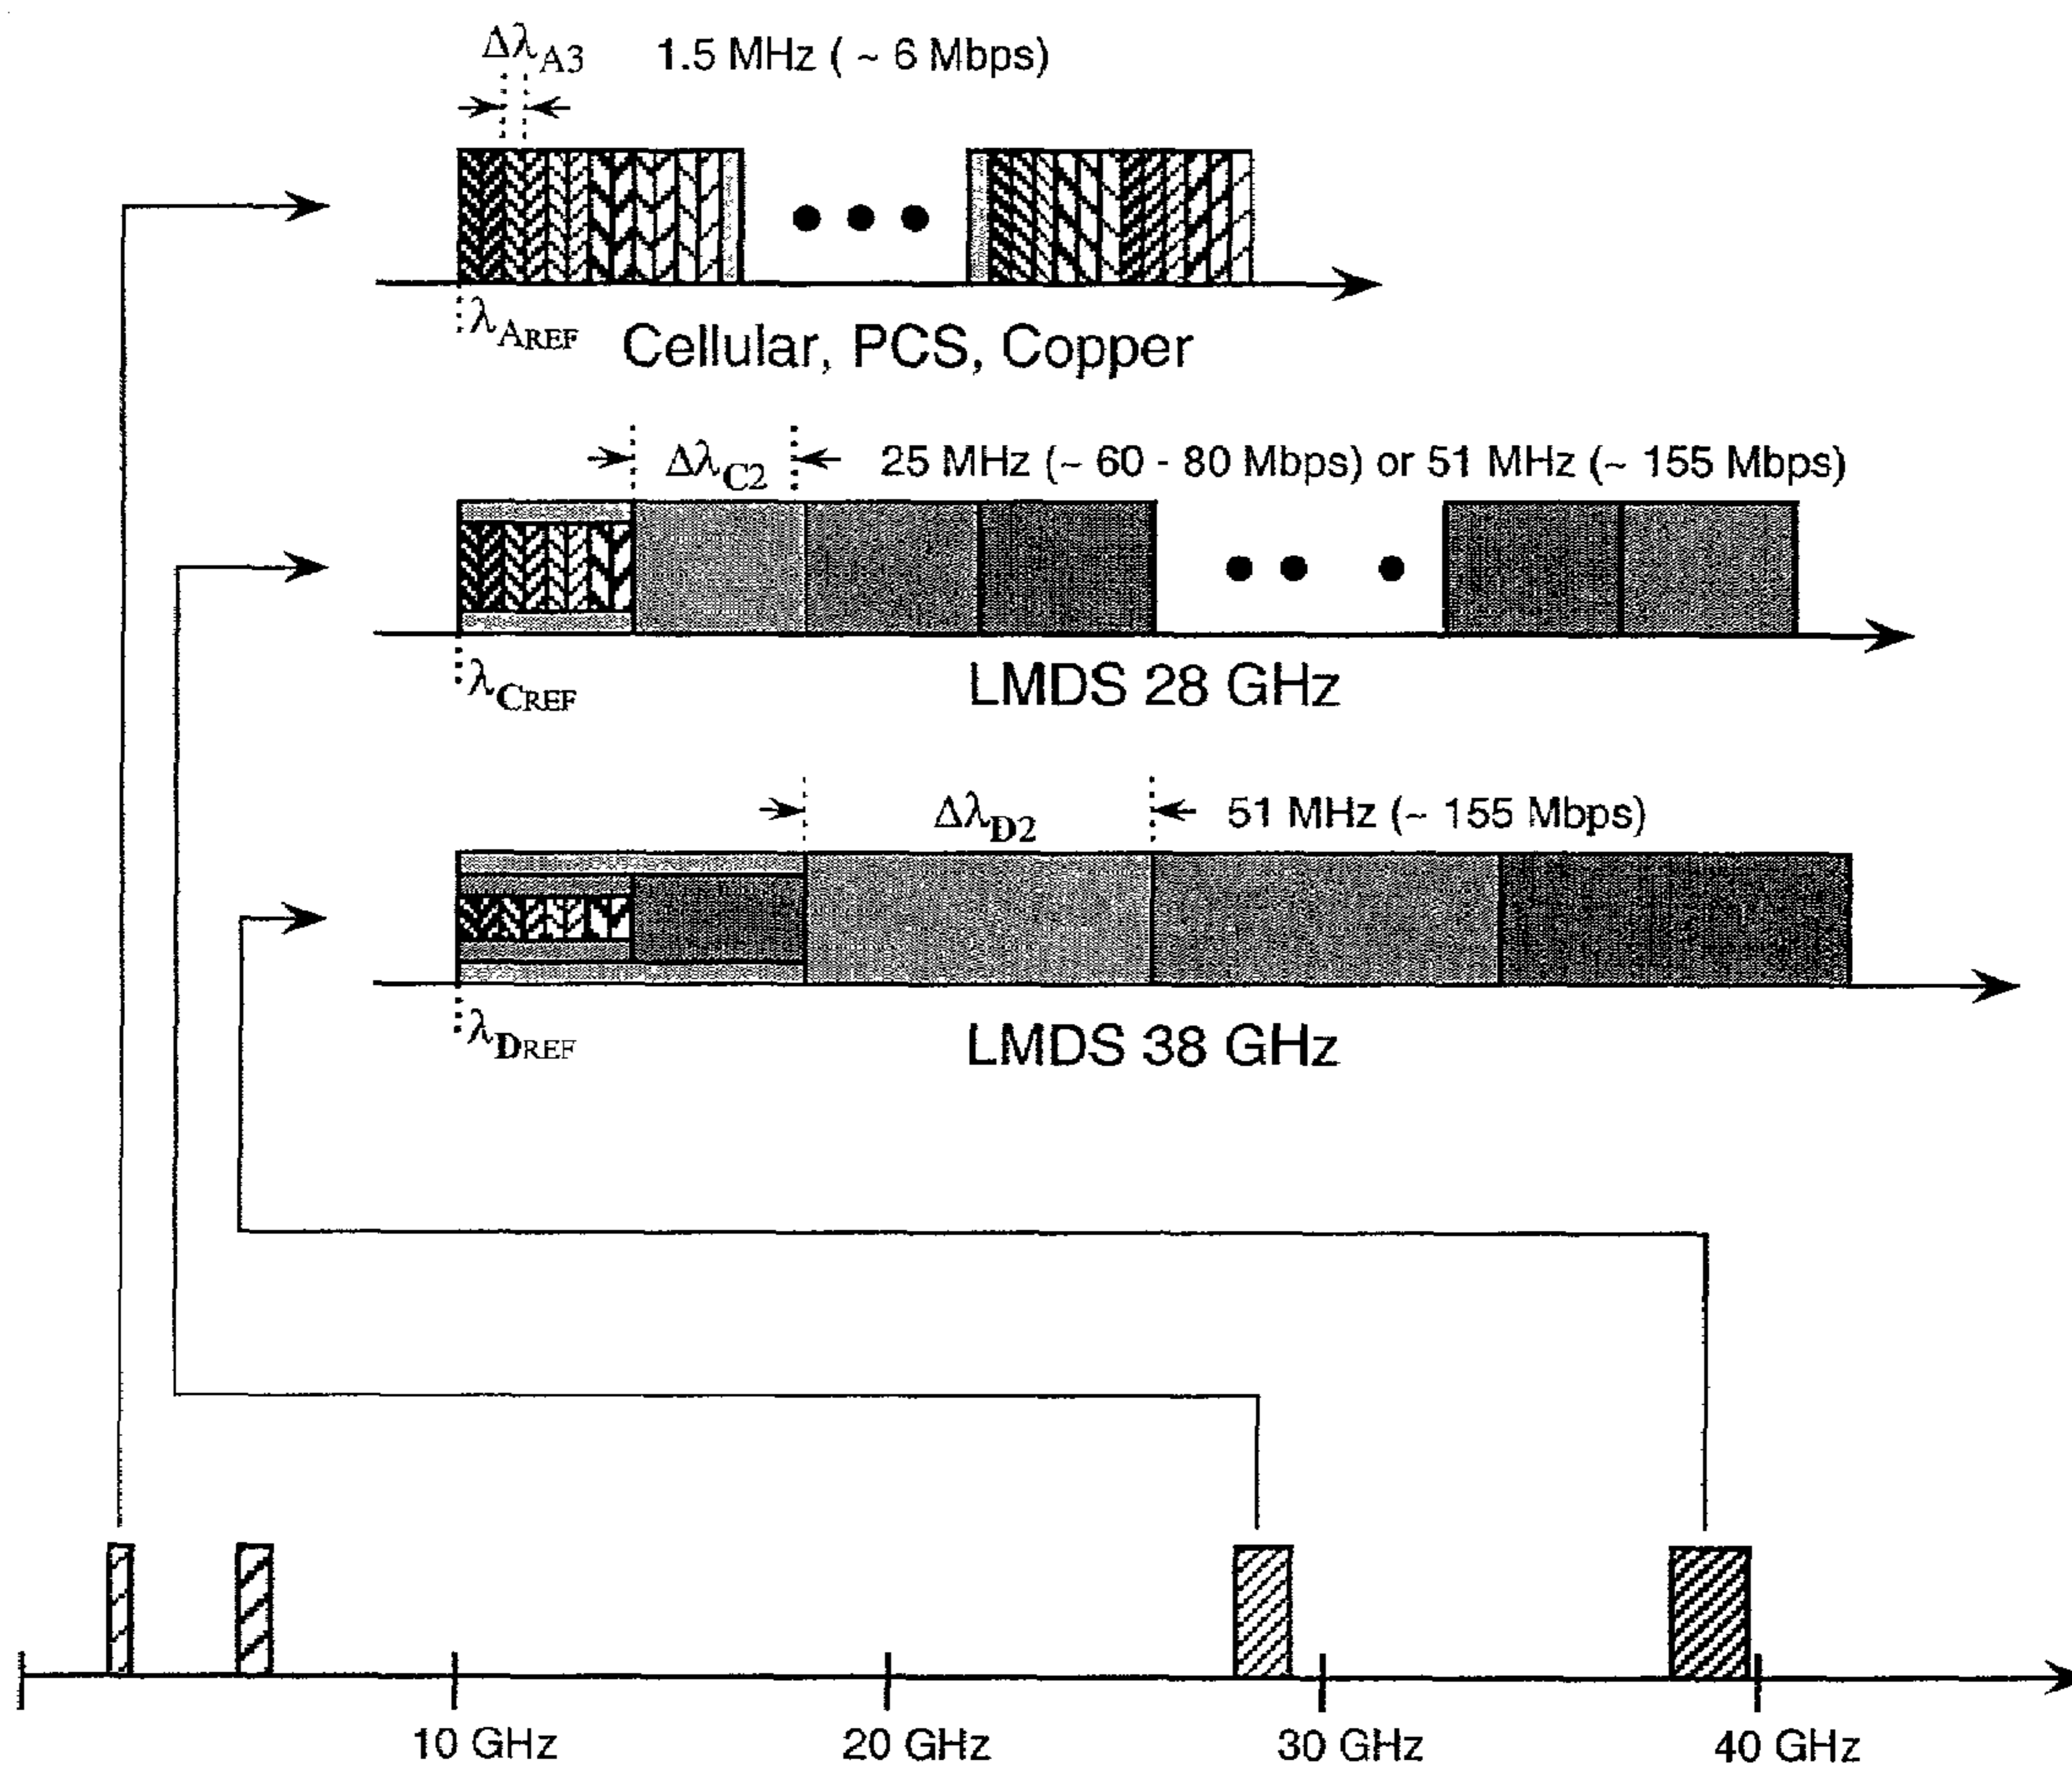 Δλ_A3 1.5 MHz ( ~ 6 Mbps)
λ_AREF Cellular, PCS, Copper
Δλ_C2 25 MHz (~ 60 - 80 Mbps) or 51 MHz (~ 155 Mbps)
λ_CREF LMDS 28 GHz
Δλ_D2 51 MHz (~ 155 Mbps)
λ_DREF LMDS 38 GHz
10 GHz 20 GHz 30 GHz 40 GHz